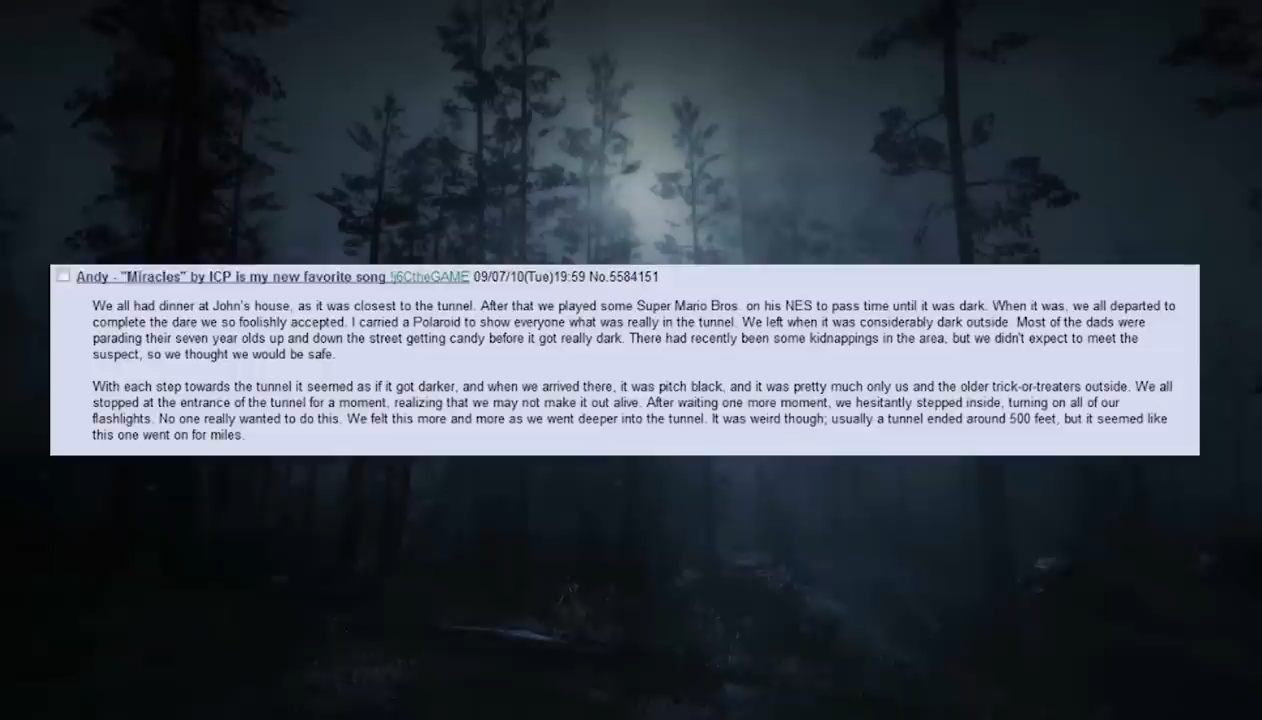 Andy - "Miracles" by ICP is my new favorite song !j6CtheGAME 09/07/10(Tue)19:59 No.5584151
We all had dinner at John's house, as it was closest to the tunnel. After that we played some Super Mario Bros. on his NES to pass time until it was dark. When it was, we all departed to
complete the dare we so foolishly accepted. I carried a Polaroid to show everyone what was really in the tunnel. We left when it was considerably dark outside. Most of the dads were
parading their seven year olds up and down the street getting candy before it got really dark. There had recently been some kidnappings in the area, but we didn't expect to meet the
suspect, so we thought we would be safe.
With each step towards the tunnel it seemed as if it got darker, and when we arrived there, it was pitch black, and it was pretty much only us and the older trick-or-treaters outside. We all
stopped at the entrance of the tunnel for a moment, realizing that we may not make it out alive. After waiting one more moment, we hesitantly stepped inside, turning on all of our
flashlights. No one really wanted to do this. We felt this more and more as we went deeper into the tunnel. It was weird though; usually a tunnel ended around 500 feet, but it seemed like
this one went on for miles.